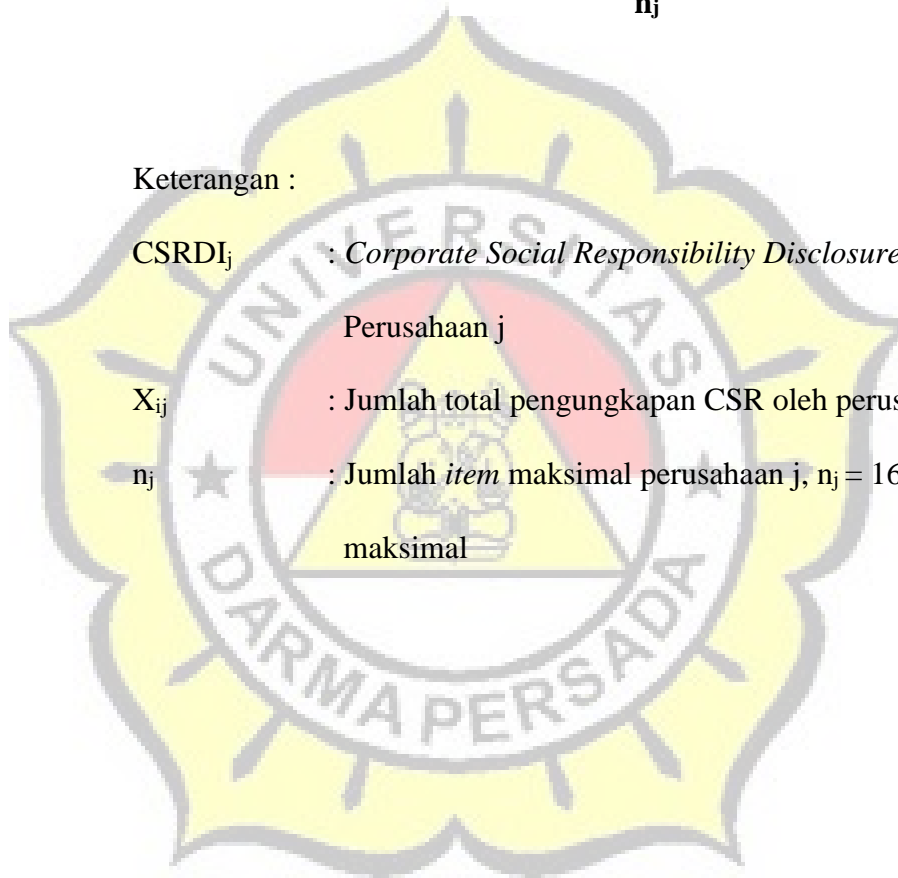 nj
Keterangan :
CSRDIj : Corporate Social Responsibility Disclosure
Perusahaan j
Xij : Jumlah total pengungkapan CSR oleh perus
nj : Jumlah item maksimal perusahaan j, nj = 16
maksimal
UNIVERSITAS
DARMA PERSADA